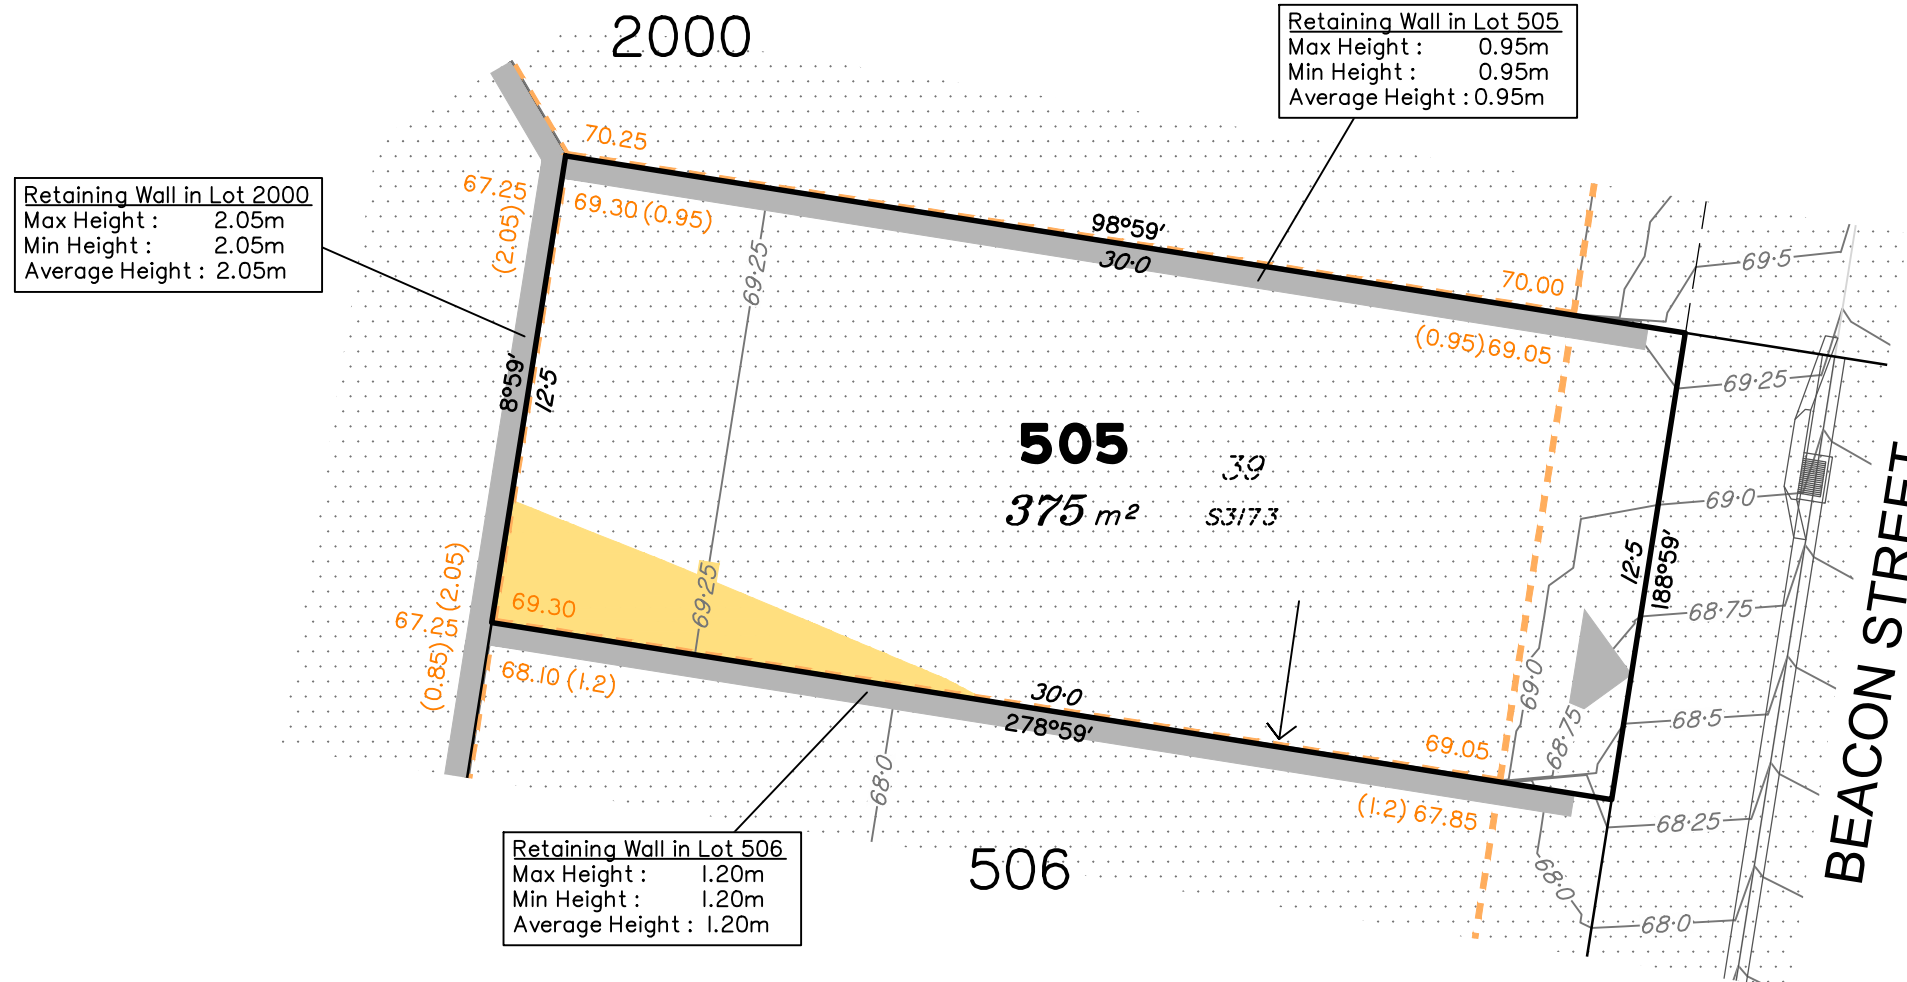 2000
Retaining Wall in Lot 505
Max Height : 0.95m
Min Height : 0.95m
Average Height : 0.95m
70.25
67.25
(2.05)
69.30 (0.95)
Retaining Wall in Lot 2000
Max Height : 2.05m
Min Height : 2.05m
Average Height : 2.05m
98°59'
30·0
69·25
70.00
(0.95) 69.05
69·5
69·25
8°59'
12·5
505
375 m²
39
S3173
69·0
12·5
188°59'
BEACON STREET
68·75
68·5
68·25
68·0
69·0
68·75
68·0
(2.05)
67.25
(0.85)
69.30
69·25
68.10 (1.2)
30·0
278°59'
69.05
(1.2) 67.85
68·0
Retaining Wall in Lot 506
Max Height : 1.20m
Min Height : 1.20m
Average Height : 1.20m
506